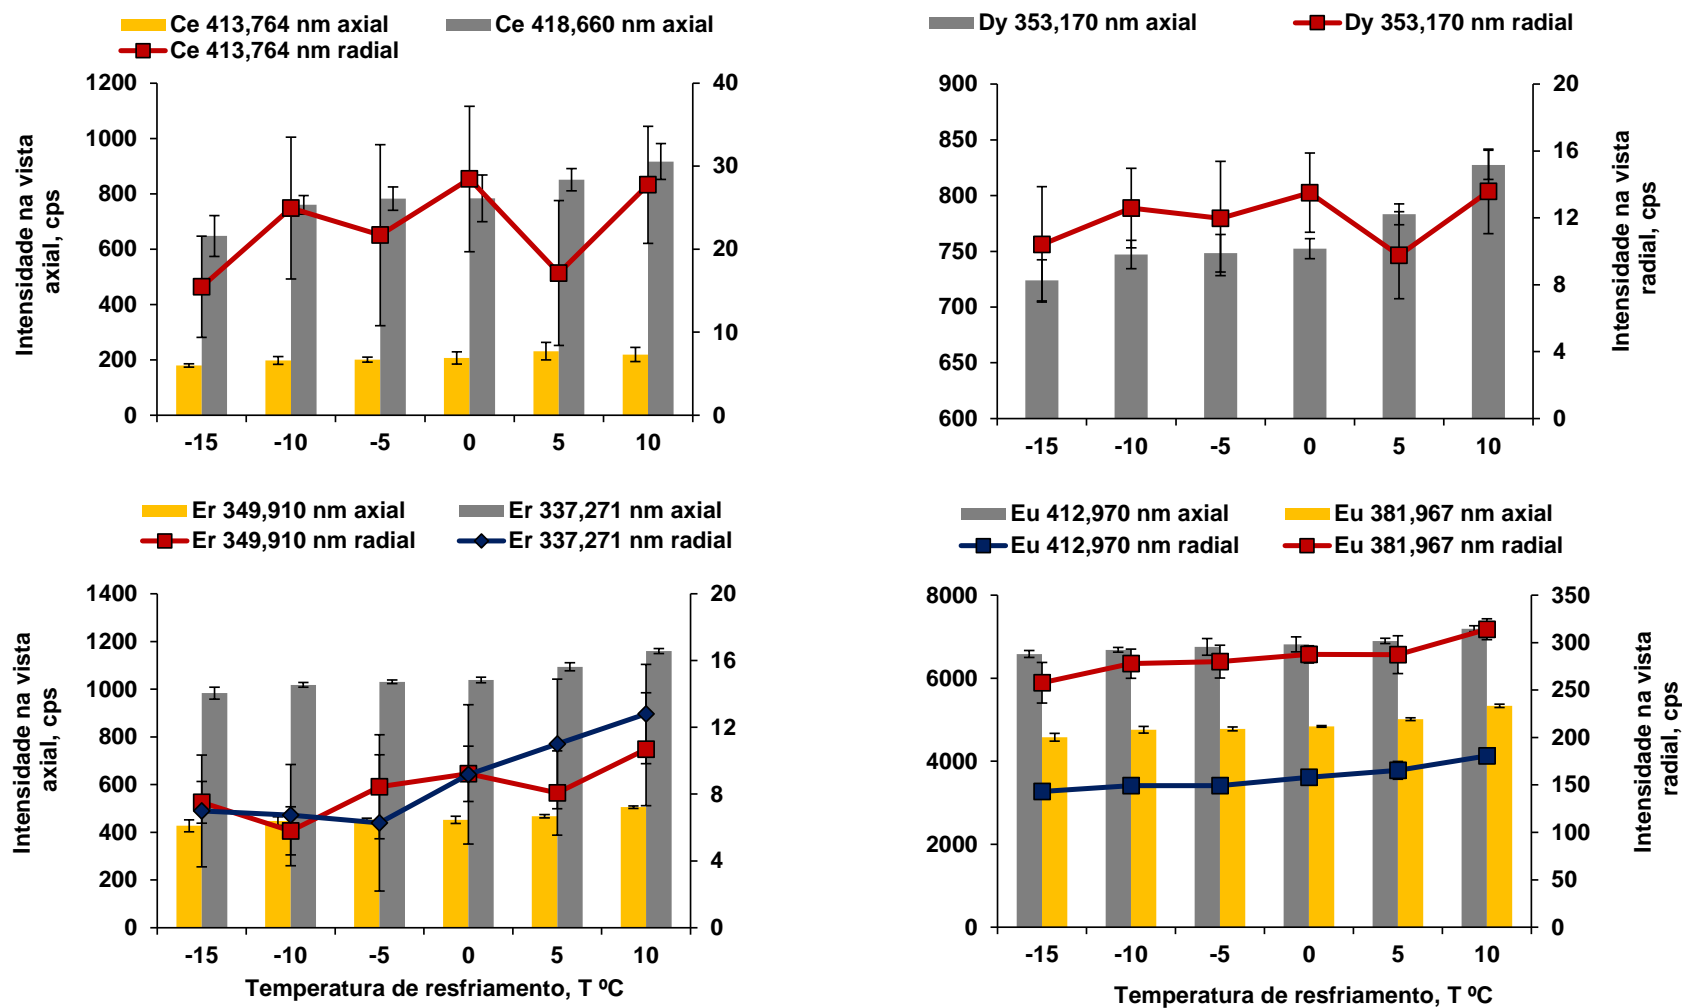 Ce 413,764 nm axial
Ce 418,660 nm axial
Ce 413,764 nm radial
Intensidade na vista
axial, cps
1200
1000
800
600
400
200
0
40
30
20
10
0
-15 -10 -5 0 5 10
Dy 353,170 nm axial
Dy 353,170 nm radial
900
850
800
750
700
650
600
20
16
12
8
4
0
Intensidade na vista
radial, cps
-15 -10 -5 0 5 10
Er 349,910 nm axial
Er 337,271 nm axial
Er 349,910 nm radial
Er 337,271 nm radial
Intensidade na vista
axial, cps
1400
1200
1000
800
600
400
200
0
20
16
12
8
4
0
-15 -10 -5 0 5 10
Temperatura de resfriamento, T ºC
Eu 412,970 nm axial
Eu 381,967 nm axial
Eu 412,970 nm radial
Eu 381,967 nm radial
8000
6000
4000
2000
0
350
300
250
200
150
100
50
0
Intensidade na vista
radial, cps
-15 -10 -5 0 5 10
Temperatura de resfriamento, T ºC